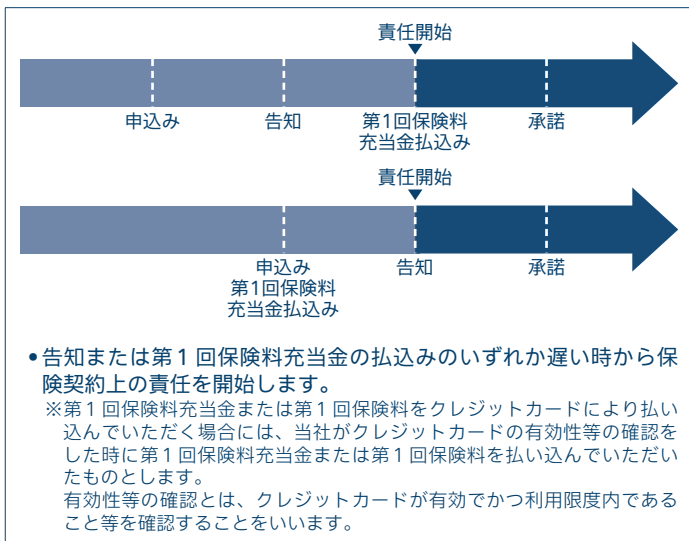 責任開始
申込み
告知
第1回保険料
充当金払込み
承諾
責任開始
申込み
第1回保険料
充当金払込み
告知
承諾
•告知または第1回保険料充当金の払込みのいずれか遅い時から保
険契約上の責任を開始します。
※第1回保険料充当金または第1回保険料をクレジットカードにより払い
込んでいただく場合には、当社がクレジットカードの有効性等の確認を
した時に第1回保険料充当金または第1回保険料を払い込んでいただい
たものとします。
有効性等の確認とは、クレジットカードが有効でかつ利用限度内である
こと等を確認することをいいます。